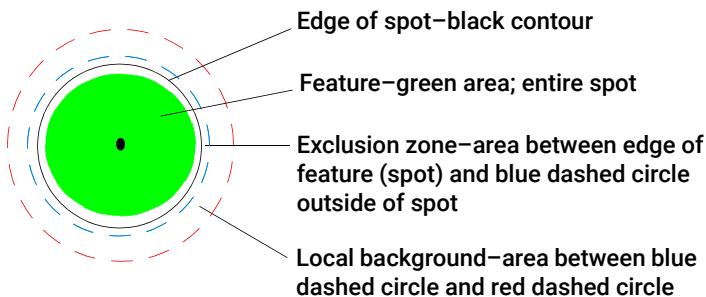 Edge of spot–black contour
Feature–green area; entire spot
Exclusion zone–area between edge of
feature (spot) and blue dashed circle
outside of spot
Local background–area between blue
dashed circle and red dashed circle